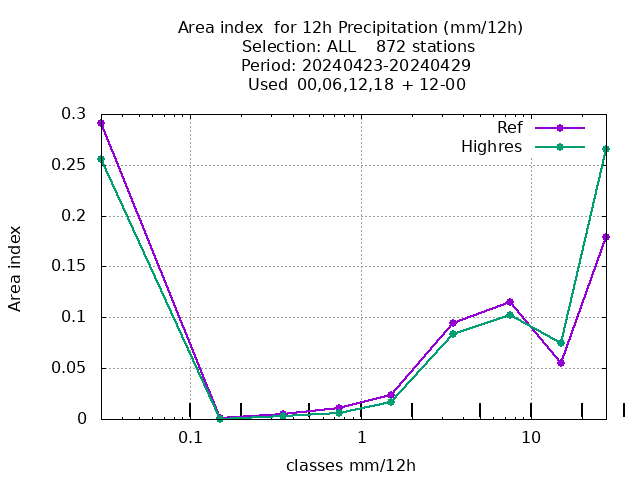 Area index  for 12h Precipitation (mm/12h)
Selection: ALL    872 stations
Period: 20240423-20240429
Used 00,06,12,18 + 12-00
Ref
Highres
0.3
0.25
0.2
0.15
0.1
0.05
0
Area index
0.1
1
10
classes mm/12h